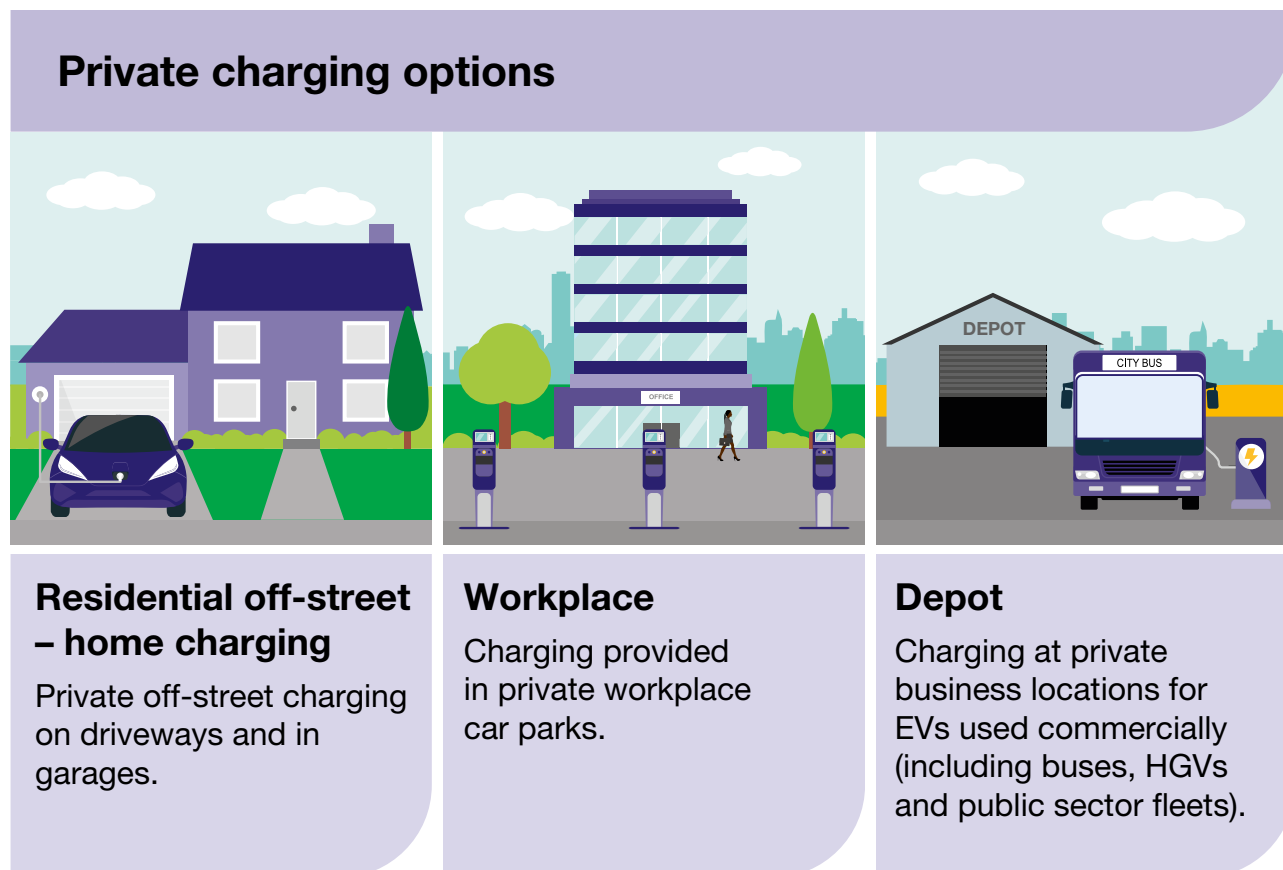 Private charging options
OFFICE
DEPOT
CITY BUS
Residential off-street
– home charging
Private off-street charging
on driveways and in
garages.
Workplace
Charging provided
in private workplace
car parks.
Depot
Charging at private
business locations for
EVs used commercially
(including buses, HGVs
and public sector fleets).